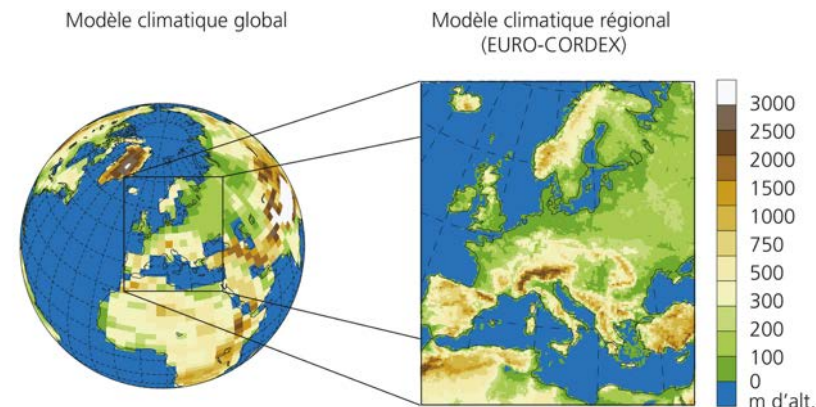 Modèle climatique global
Modèle climatique régional
(EURO-CORDEX)
3000
2500
2000
1500
1000
750
500
300
200
100
0
m d'alt.